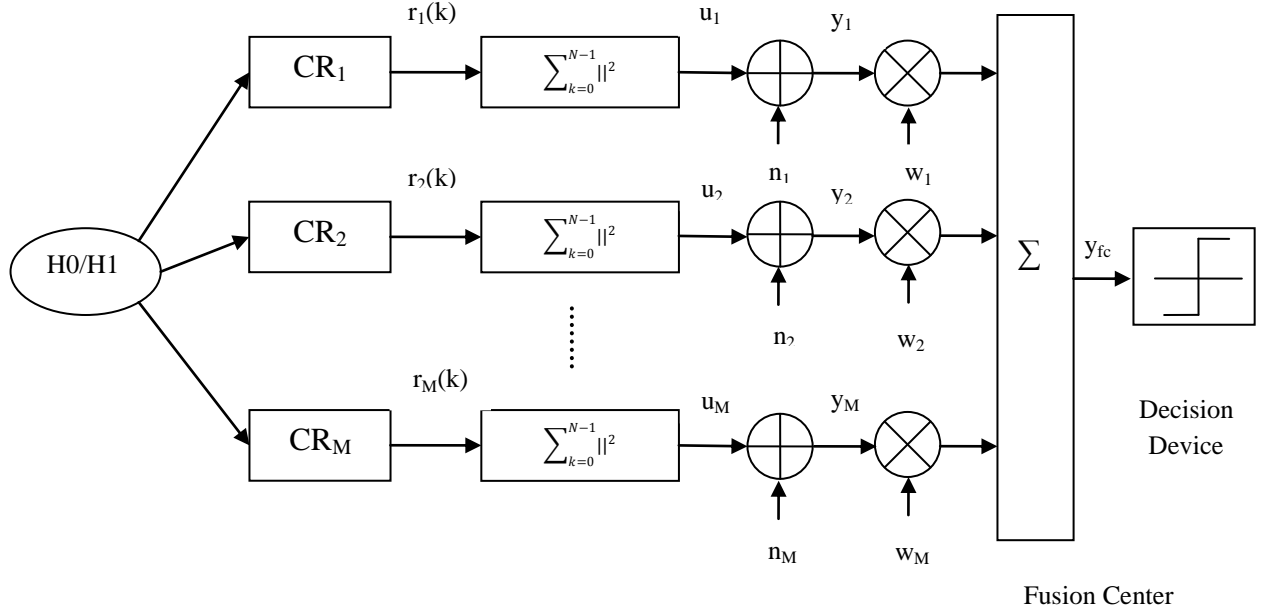 r₁(k) u₁ y₁
CR₁ ∑ₖ₌₀ᴺ⁻¹ ||²
n₁ w₁
r₂(k) u₂ y₂
CR₂ ∑ₖ₌₀ᴺ⁻¹ ||²
H0/H1
∑ y_fc
n₂ w₂
r_M(k) u_M y_M
CR_M ∑ₖ₌₀ᴺ⁻¹ ||²
Decision
Device
n_M w_M
Fusion Center